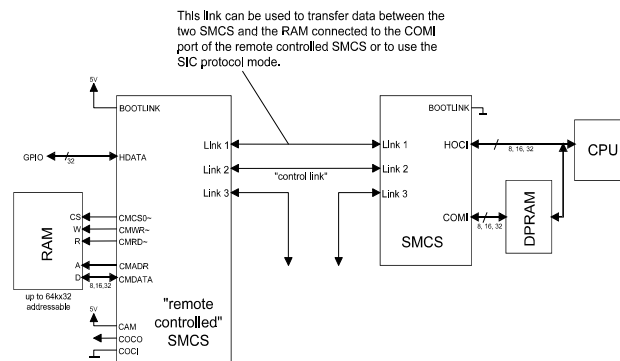 This link can be used to transfer data between the
two SMCS and the RAM connected to the COMI
port of the remote controlled SMCS or to use the
SIC protocol mode.
5V
BOOTLINK
BOOTLINK
Link 1
Link 1
HOCI
8, 16, 32
CPU
GPIO
32
HDATA
Link 2
Link 2
"control link"
Link 3
Link 3
DPRAM
COMI
8, 16, 32
SMCS
RAM
CS
CMCS0~
W
CMWR~
R
CMRD~
A
CMADR
D
CMDATA
8,16,32
up to 64kx32
addressable
"remote
controlled"
SMCS
5V
CAM
COCO
COCI